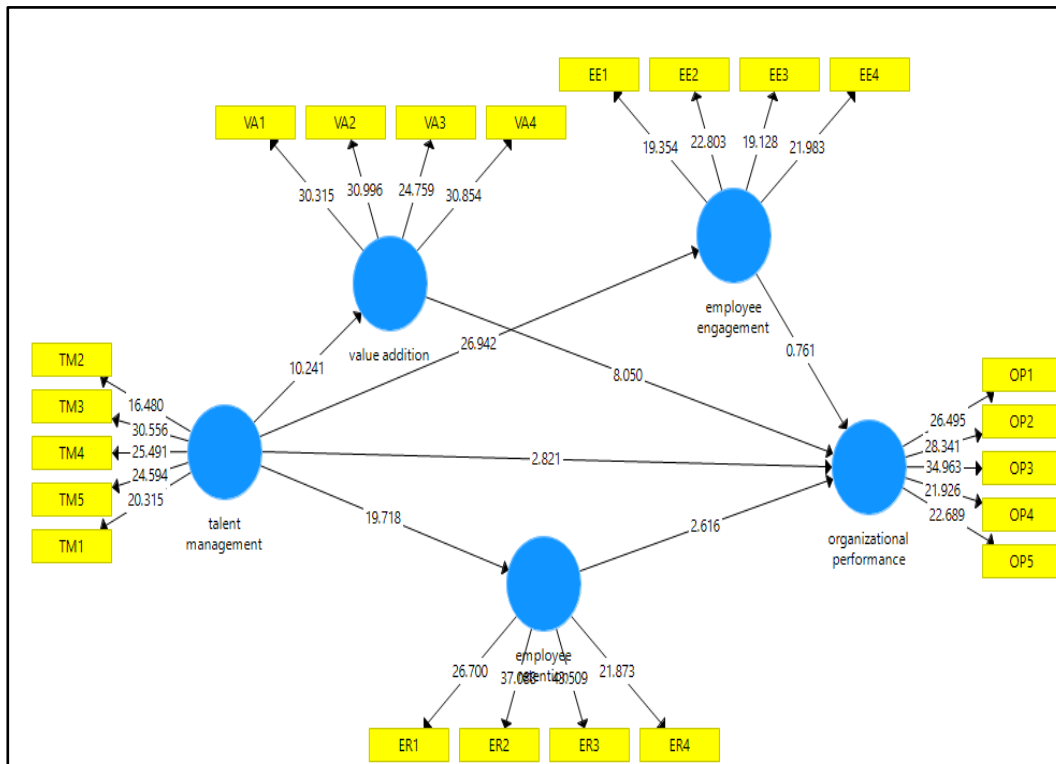 EE1
EE2
EE3
EE4
19.354
22.803
19.128
21.983
VA1
VA2
VA3
VA4
30.315
30.996
24.759
30.854
employee
engagement
value addition
10.241
26.942
8.050
0.761
TM2
TM3
TM4
TM5
TM1
16.480
30.556
25.491
24.594
20.315
talent
management
2.821
19.718
2.616
OP1
OP2
OP3
OP4
OP5
26.495
28.341
34.963
21.926
22.689
organizational
performance
employee
retention
26.700
21.873
ER1
ER2
ER3
ER4